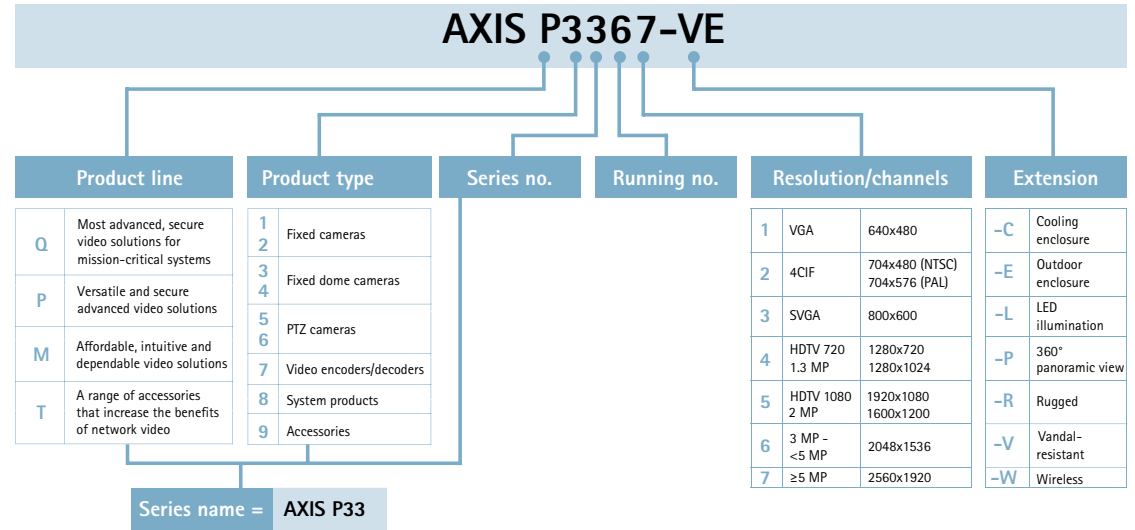 AXIS P3367-VE
Product line
Product type
Series no.
Running no.
Resolution/channels
Extension
Q
Most advanced, secure
video solutions for
mission-critical systems
P
Versatile and secure
advanced video solutions
M
Affordable, intuitive and
dependable video solutions
T
A range of accessories
that increase the benefits
of network video
1
2
Fixed cameras
3
4
Fixed dome cameras
5
6
PTZ cameras
7 Video encoders/decoders
8 System products
9 Accessories
1 VGA 640x480
2 4CIF
704x480 (NTSC)
704x576 (PAL)
3 SVGA 800x600
4
HDTV 720 1280x720
1.3 MP 1280x1024
5
HDTV 1080 1920x1080
2 MP 1600x1200
6
3 MP -
<5 MP
2048x1536
7 ≥5 MP 2560x1920
-C
Cooling
enclosure
-E
Outdoor
enclosure
-L
LED
illumination
-P
360°
panoramic view
-R Rugged
-V
Vandal-
resistant
-W Wireless
Series name = AXIS P33